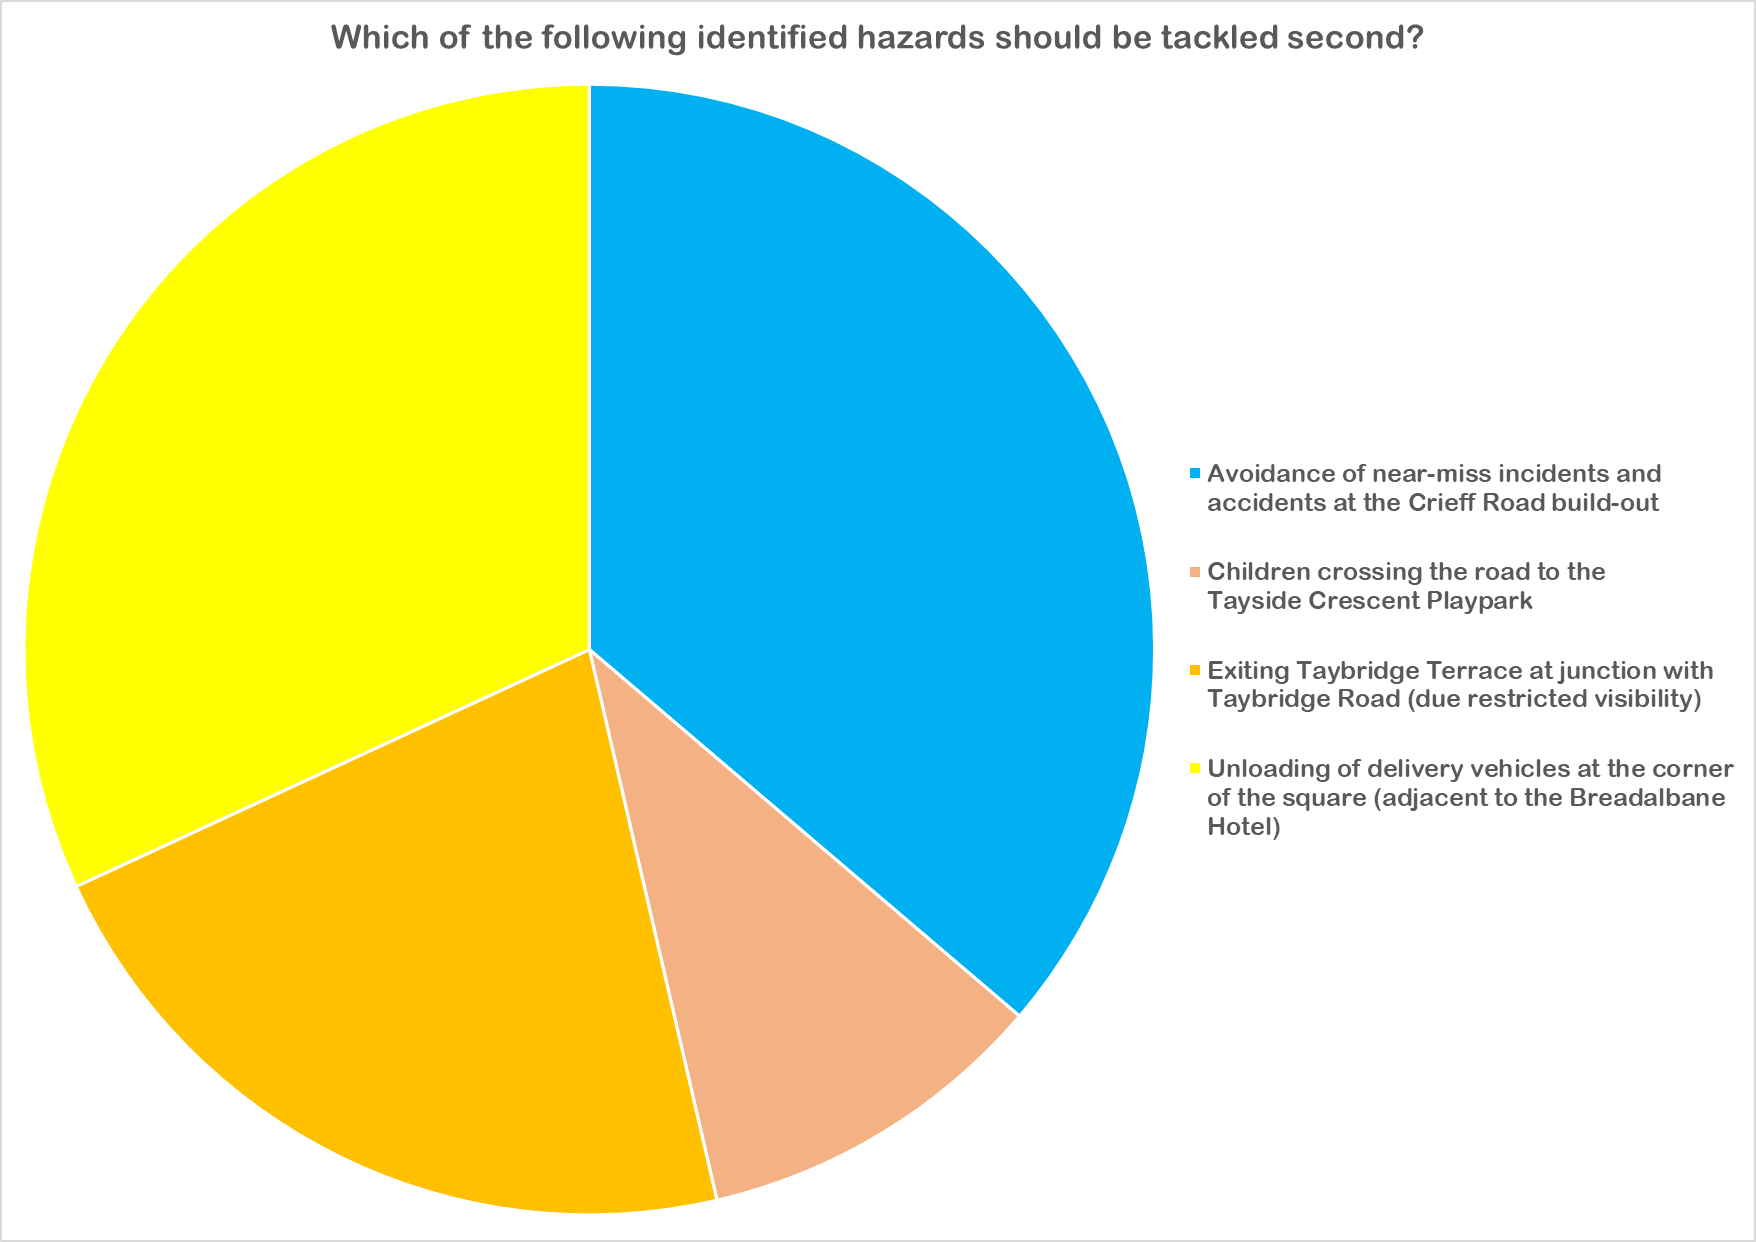 Which of the following identified hazards should be tackled second?
Avoidance of near-miss incidents and
accidents at the Crieff Road build-out
Children crossing the road to the
Tayside Crescent Playpark
Exiting Taybridge Terrace at junction with
Taybridge Road (due restricted visibility)
Unloading of delivery vehicles at the corner
of the square (adjacent to the Breadalbane
Hotel)